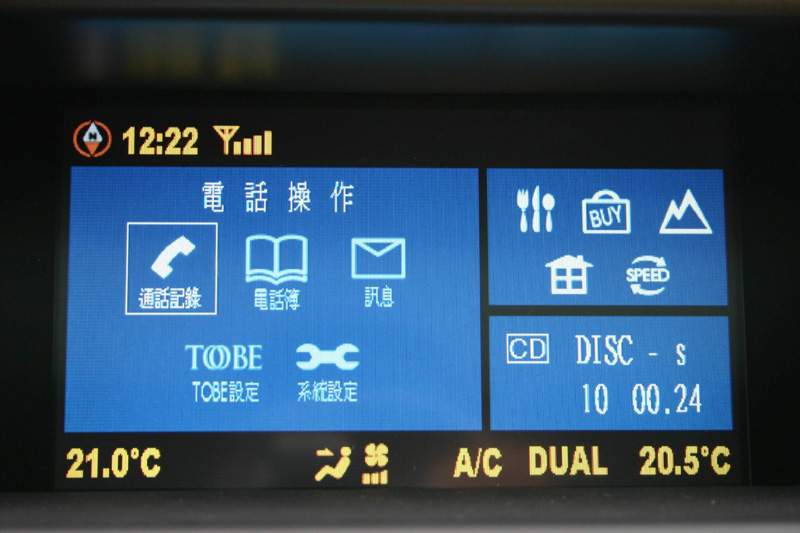 N 12:22
電話操作
通話記錄 電話簿 訊息
TOOBE
TOBE設定 系統設定
BUY
SPEED
CD DISC - s
10 00.24
21.0°C A/C DUAL 20.5°C